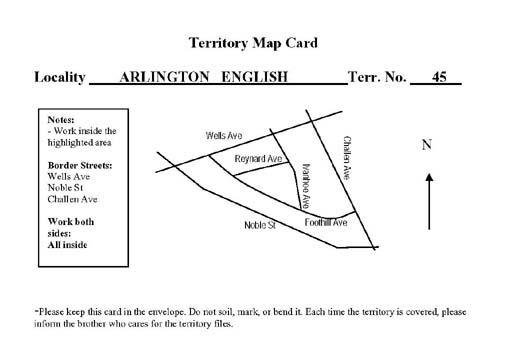 Territory Map Card
Locality ARLINGTON ENGLISH Terr. No. 45
Notes:
- Work inside the
highlighted area
Border Streets:
Wells Ave
Noble St
Challen Ave
Work both
sides:
All inside
Wells Ave
Reynard Ave
Challen Ave
Ivanhoe Ave
Noble St
Foothill Ave
N
*Please keep this card in the envelope. Do not soil, mark, or bend it. Each time the territory is covered, please
inform the brother who cares for the territory files.